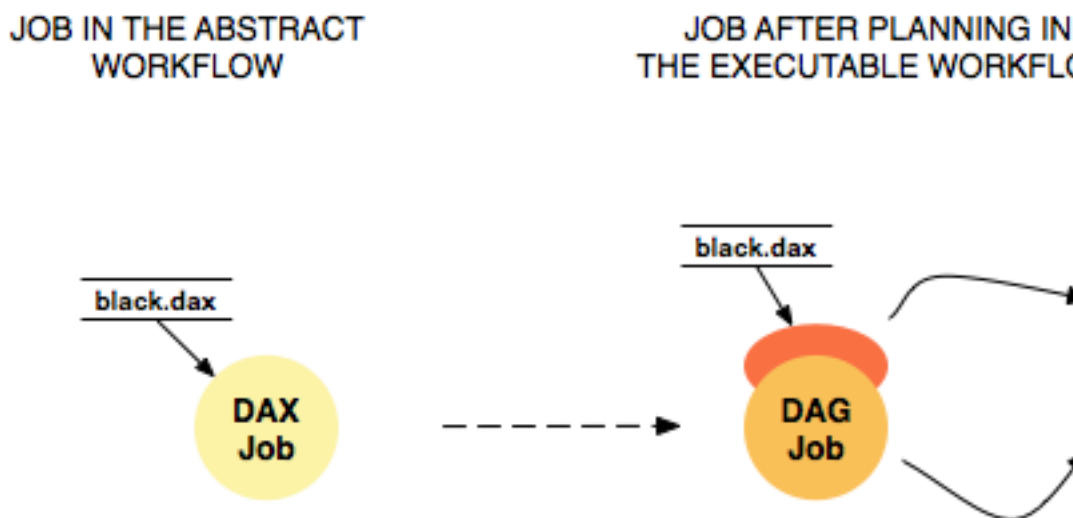 JOB IN THE ABSTRACT
WORKFLOW
JOB AFTER PLANNING IN
THE EXECUTABLE
black.dax
black.dax
DAX
Job
DAG
Job